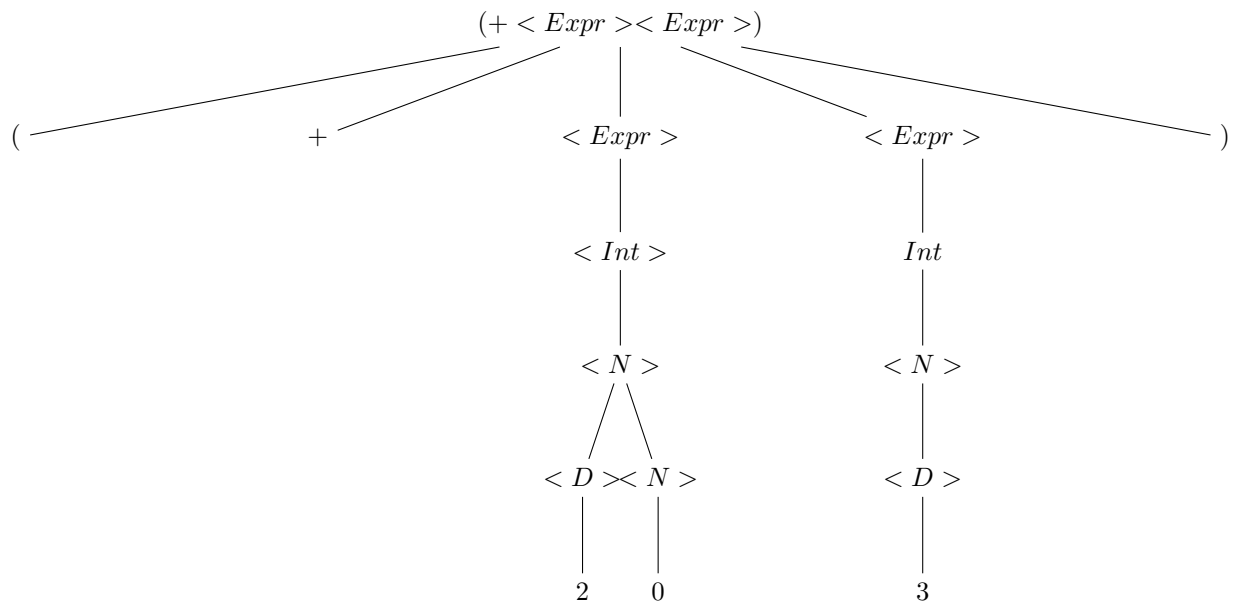 (+ < Expr >< Expr >)
( + < Expr > < Expr > )
< Int > Int
< N > < N >
< D >< N > < D >
2 0 3